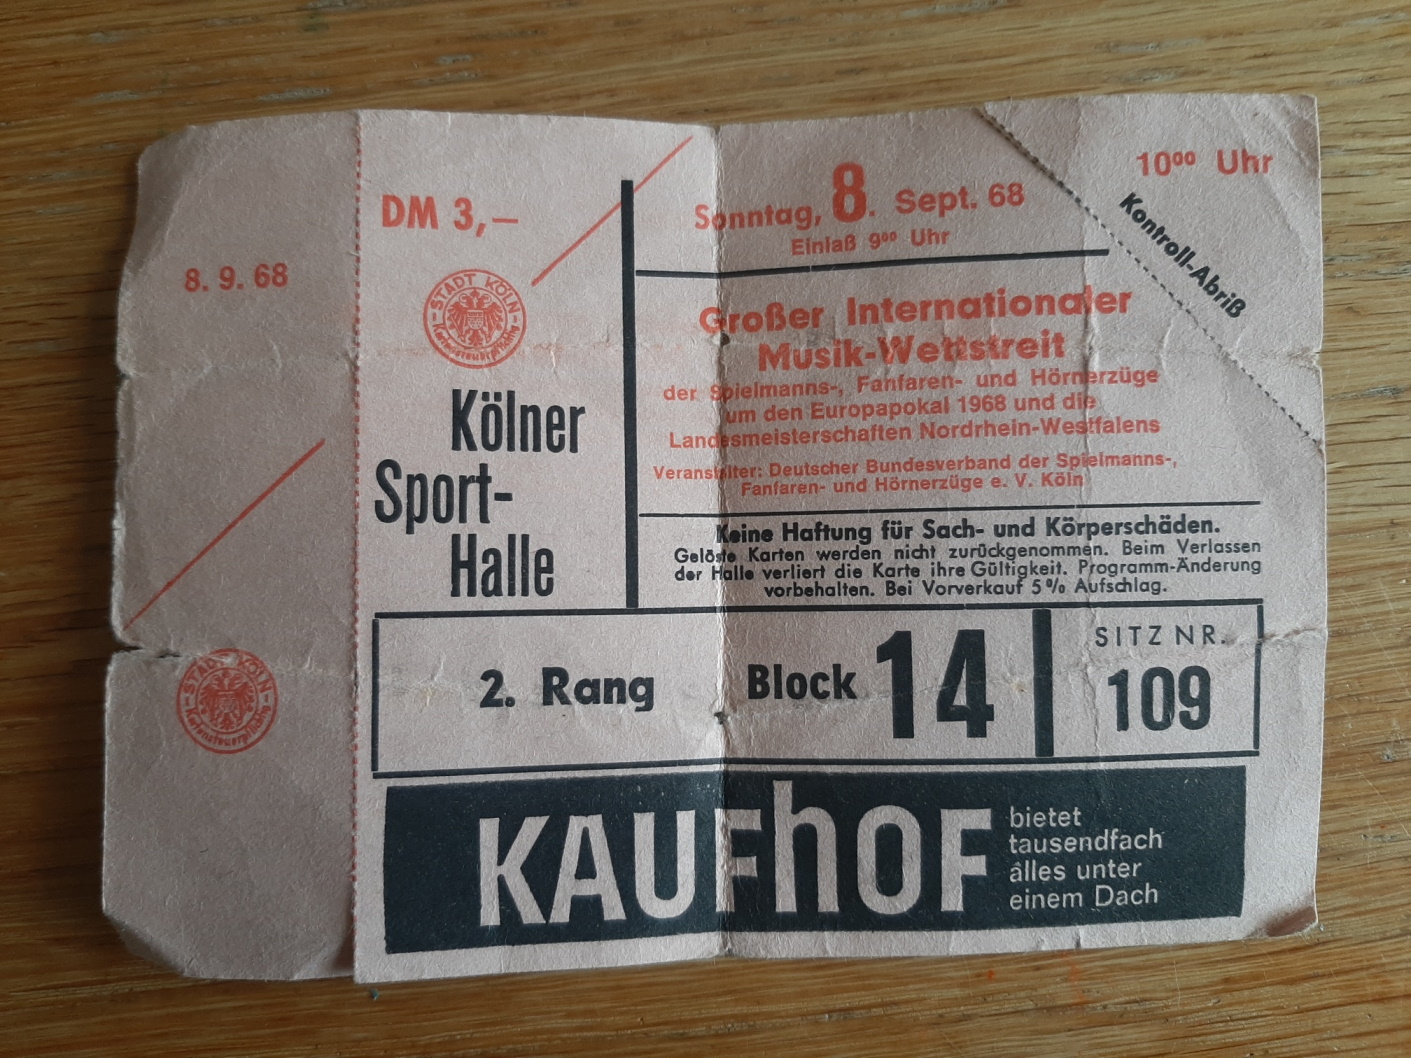 8. 9. 68
STADT KÖLN
Kartensteuerpflichtig
DM 3,—
STADT KÖLN
Kartensteuerpflichtig
Kölner
Sport-
Halle
Sonntag, 8. Sept. 68
Einlaß 9⁰⁰ Uhr
10⁰⁰ Uhr
Kontroll-Abriß
Großer Internationaler
Musik-Wettstreit
der Spielmanns-, Fanfaren- und Hörnerzüge
um den Europapokal 1968 und die
Landesmeisterschaften Nordrhein-Westfalens
Veranstalter: Deutscher Bundesverband der Spielmanns-,
Fanfaren- und Hörnerzüge e. V. Köln
Keine Haftung für Sach- und Körperschäden.
Gelöste Karten werden nicht zurückgenommen. Beim Verlassen
der Halle verliert die Karte ihre Gültigkeit. Programm-Änderung
vorbehalten. Bei Vorverkauf 5% Aufschlag.
2. Rang
Block 14
SITZ NR.
109
KAUFhOF
bietet
tausendfach
alles unter
einem Dach